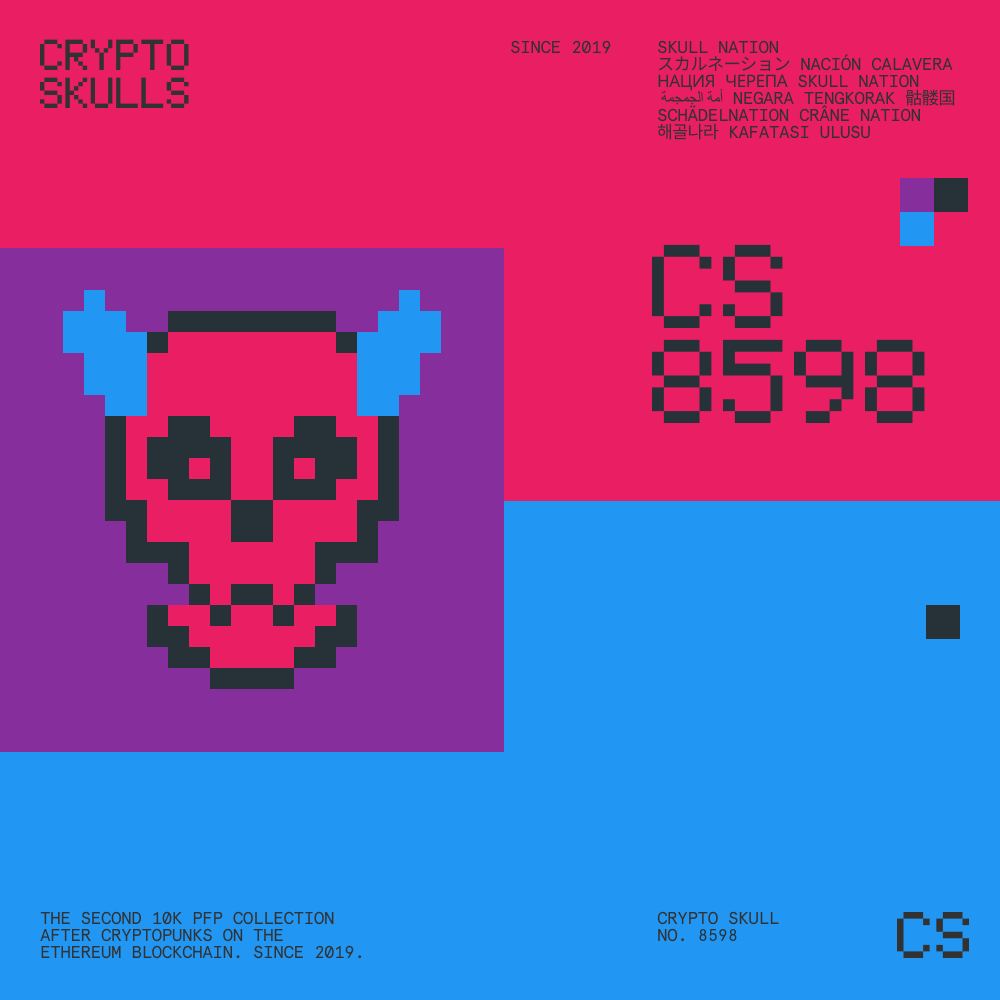 CRYPTO
SKULLS
SINCE 2019
SKULL NATION
スカルネーション NACIÓN CALAVERA
НАЦИЯ ЧЕРЕПА SKULL NATION
أمة الجمجمة NEGARA TENGKORAK 骷髅国
SCHÄDELNATION CRÂNE NATION
해골나라 KAFATASI ULUSU
CS
8598
THE SECOND 10K PFP COLLECTION
AFTER CRYPTOPUNKS ON THE
ETHEREUM BLOCKCHAIN. SINCE 2019.
CRYPTO SKULL
NO. 8598
CS